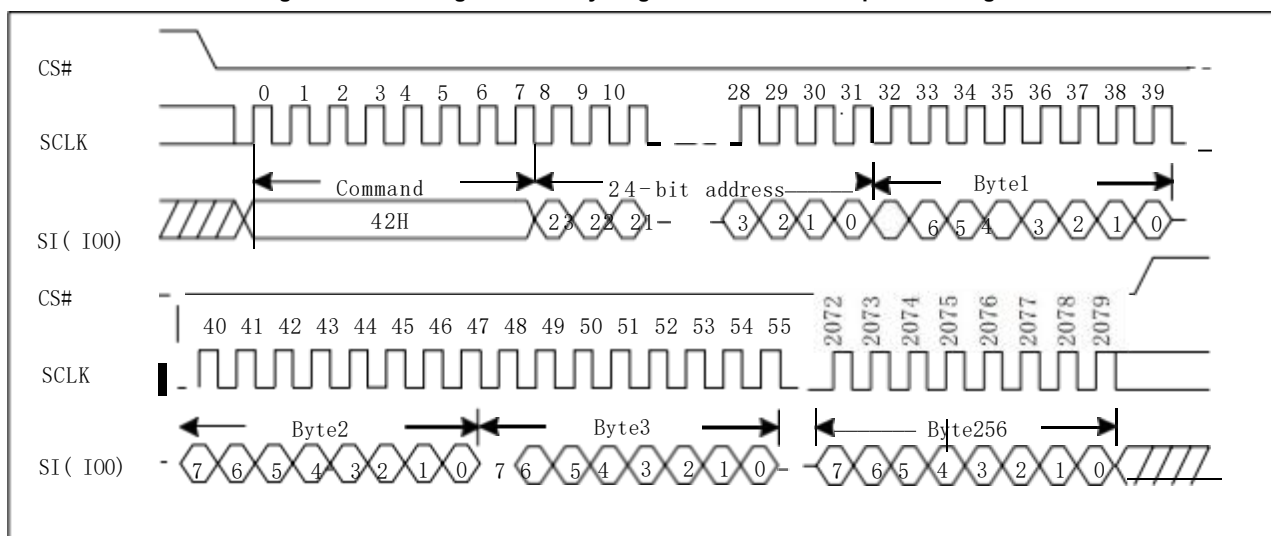 CS#
0 1 2 3 4 5 6 7 8 9 10 28 29 30 31 32 33 34 35 36 37 38 39
SCLK
Command 24-bit address Byte1
SI( IO0) 42H 23 22 21 3 2 1 0 6 5 4 3 2 1 0
CS#
40 41 42 43 44 45 46 47 48 49 50 51 52 53 54 55 2072 2073 2074 2075 2076 2077 2078 2079
SCLK
Byte2 Byte3 Byte256
SI( IO0) 7 6 5 4 3 2 1 0 7 6 5 4 3 2 1 0 7 6 5 4 3 2 1 0